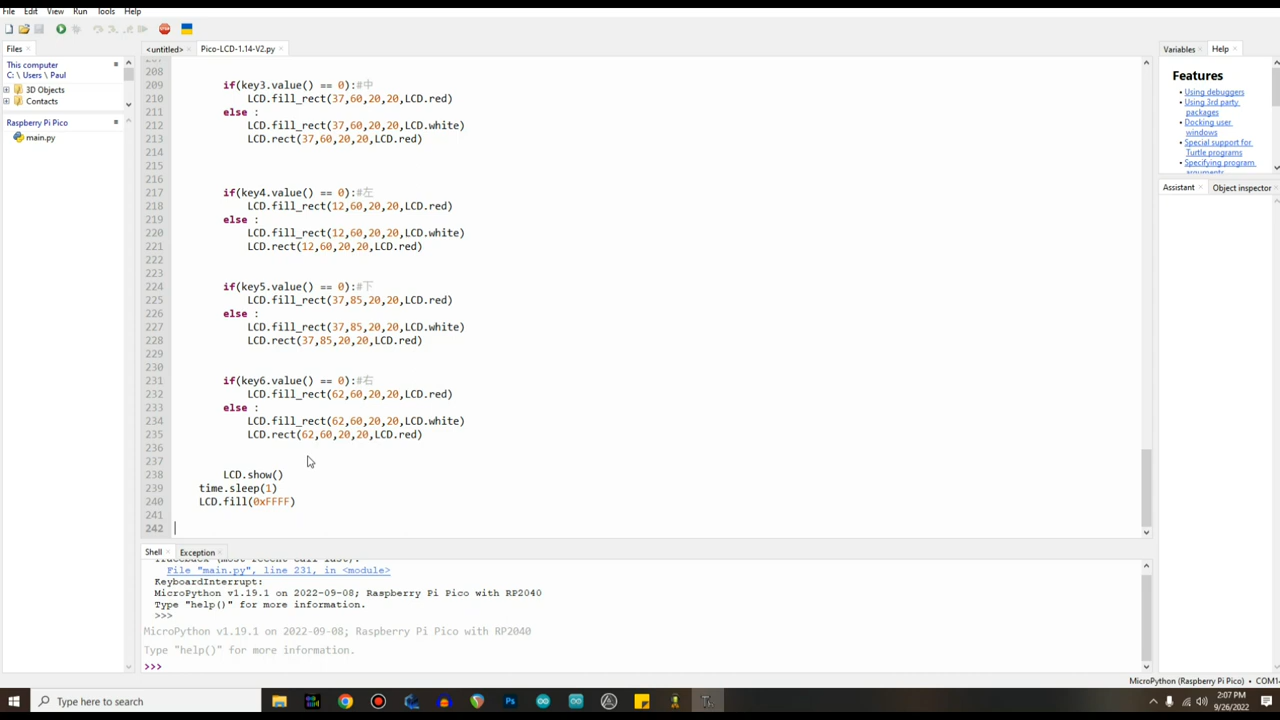 File Edit View Run Tools Help
Files
This computer
C: \ Users \ Paul
3D Objects
Contacts
Raspberry Pi Pico
main.py
<untitled> Pico-LCD-1.14-V2.py
207
208
209 if(key3.value() == 0):#中
210 LCD.fill_rect(37,60,20,20,LCD.red)
211 else :
212 LCD.fill_rect(37,60,20,20,LCD.white)
213 LCD.rect(37,60,20,20,LCD.red)
214
215
216
217 if(key4.value() == 0):#左
218 LCD.fill_rect(12,60,20,20,LCD.red)
219 else :
220 LCD.fill_rect(12,60,20,20,LCD.white)
221 LCD.rect(12,60,20,20,LCD.red)
222
223
224 if(key5.value() == 0):#下
225 LCD.fill_rect(37,85,20,20,LCD.red)
226 else :
227 LCD.fill_rect(37,85,20,20,LCD.white)
228 LCD.rect(37,85,20,20,LCD.red)
229
230
231 if(key6.value() == 0):#右
232 LCD.fill_rect(62,60,20,20,LCD.red)
233 else :
234 LCD.fill_rect(62,60,20,20,LCD.white)
235 LCD.rect(62,60,20,20,LCD.red)
236
237
238 LCD.show()
239 time.sleep(1)
240 LCD.fill(0xFFFF)
241
242
Shell Exception
Traceback (most recent call last):
File "main.py", line 231, in <module>
KeyboardInterrupt:
MicroPython v1.19.1 on 2022-09-08; Raspberry Pi Pico with RP2040
Type "help()" for more information.
>>>
MicroPython v1.19.1 on 2022-09-08; Raspberry Pi Pico with RP2040
Type "help()" for more information.
>>>
Variables Help
Features
Using debuggers
Using 3rd party
packages
Docking user
windows
Special support for
Turtle programs
Specifying program
arguments
Assistant Object inspector
MicroPython (Raspberry Pi Pico) • COM1
Type here to search
2:07 PM
9/26/2022